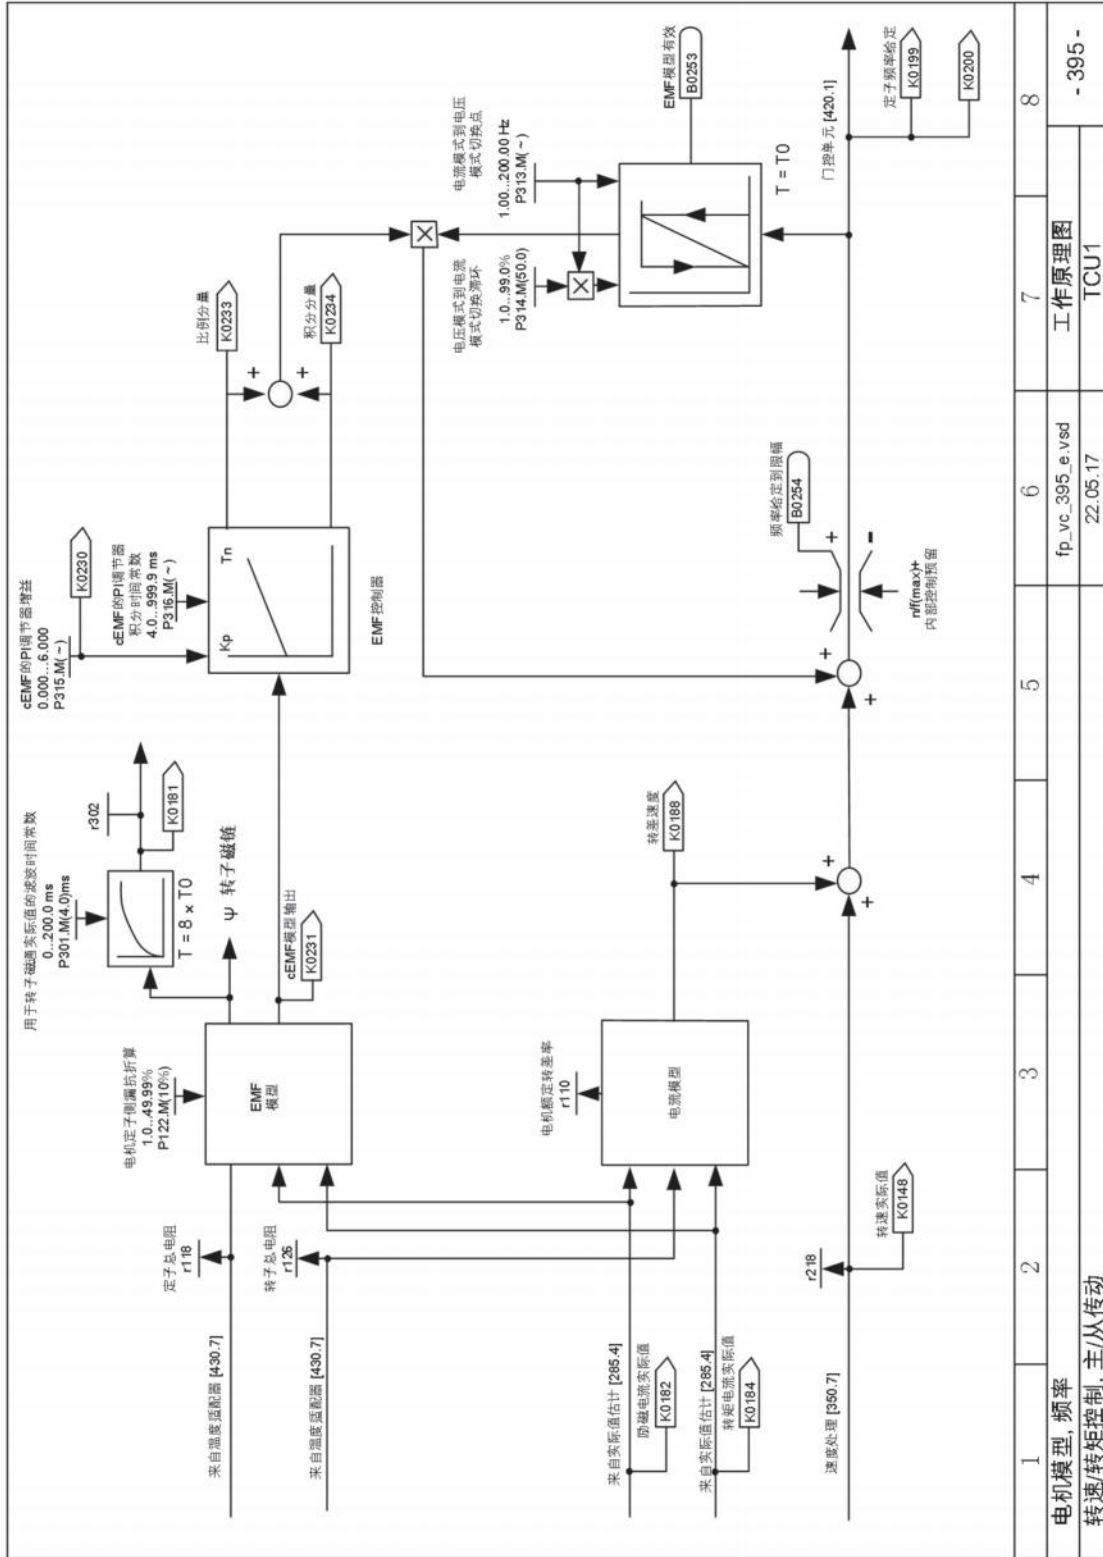 用于转子磁通实际值的滤波时间常数
0...200.0 ms
P301.M(4.0)ms
r302
K0181
T = 8 × T0
Ψ 转子磁链
cEMF的PI调节器增益
0.000...6.000
P315.M( ~ )
K0230
cEMF的PI调节器
积分时间常数
4.0...999.9 ms
P316.M( ~ )
Kp
Tn
EMF控制器
比例分量
K0233
积分分量
K0234
+
+
电机定子侧漏抗折算
1.0...49.99%
P122.M(10%)
EMF
模型
cEMF模型输出
K0231
定子总电阻
r118
转子总电阻
r126
来自温度适配器 [430.7]
来自温度适配器 [430.7]
电流模式到电压
模式切换点
1.00...200.00 Hz
P313.M( ~ )
电压模式到电流
模式切换滞环
1.0...99.0%
P314.M(50.0)
X
X
EMF模型有效
B0253
T = T0
电机额定转差率
r110
电流模型
转差速度
K0188
来自实际值估计 [285.4]
励磁电流实际值
K0182
来自实际值估计 [285.4]
转矩电流实际值
K0184
频率给定到限幅
B0254
+
-
n/f(max)+
内部控制预留
速度处理 [350.7]
r218
转速实际值
K0148
+
+
+
+
门控单元 [420.1]
定子频率给定
K0199
K0200
1
2
3
4
5
6
7
8
电机模型, 频率
转速/转矩控制, 主/从传动
fp_vc_395_e.vsd
22.05.17
工作原理图
TCU1
- 395 -